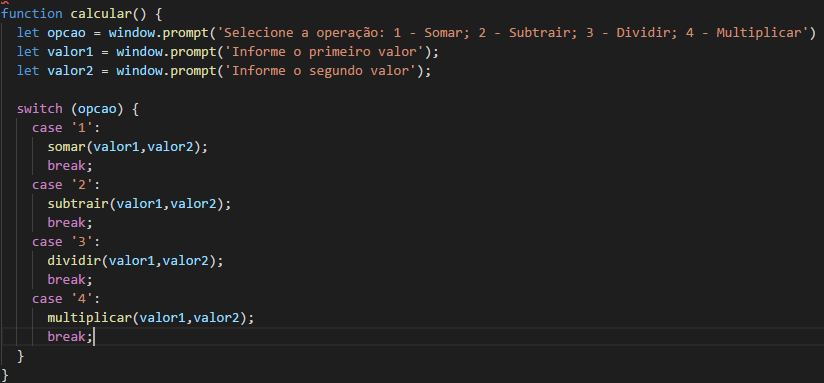 function calcular() {
let opcao = window.prompt('Selecione a operação: 1 - Somar; 2 - Subtrair; 3 - Dividir; 4 - Multiplicar')
let valor1 = window.prompt('Informe o primeiro valor');
let valor2 = window.prompt('Informe o segundo valor');
switch (opcao) {
case '1':
somar(valor1,valor2);
break;
case '2':
subtrair(valor1,valor2);
break;
case '3':
dividir(valor1,valor2);
break;
case '4':
multiplicar(valor1,valor2);
break;
}
}